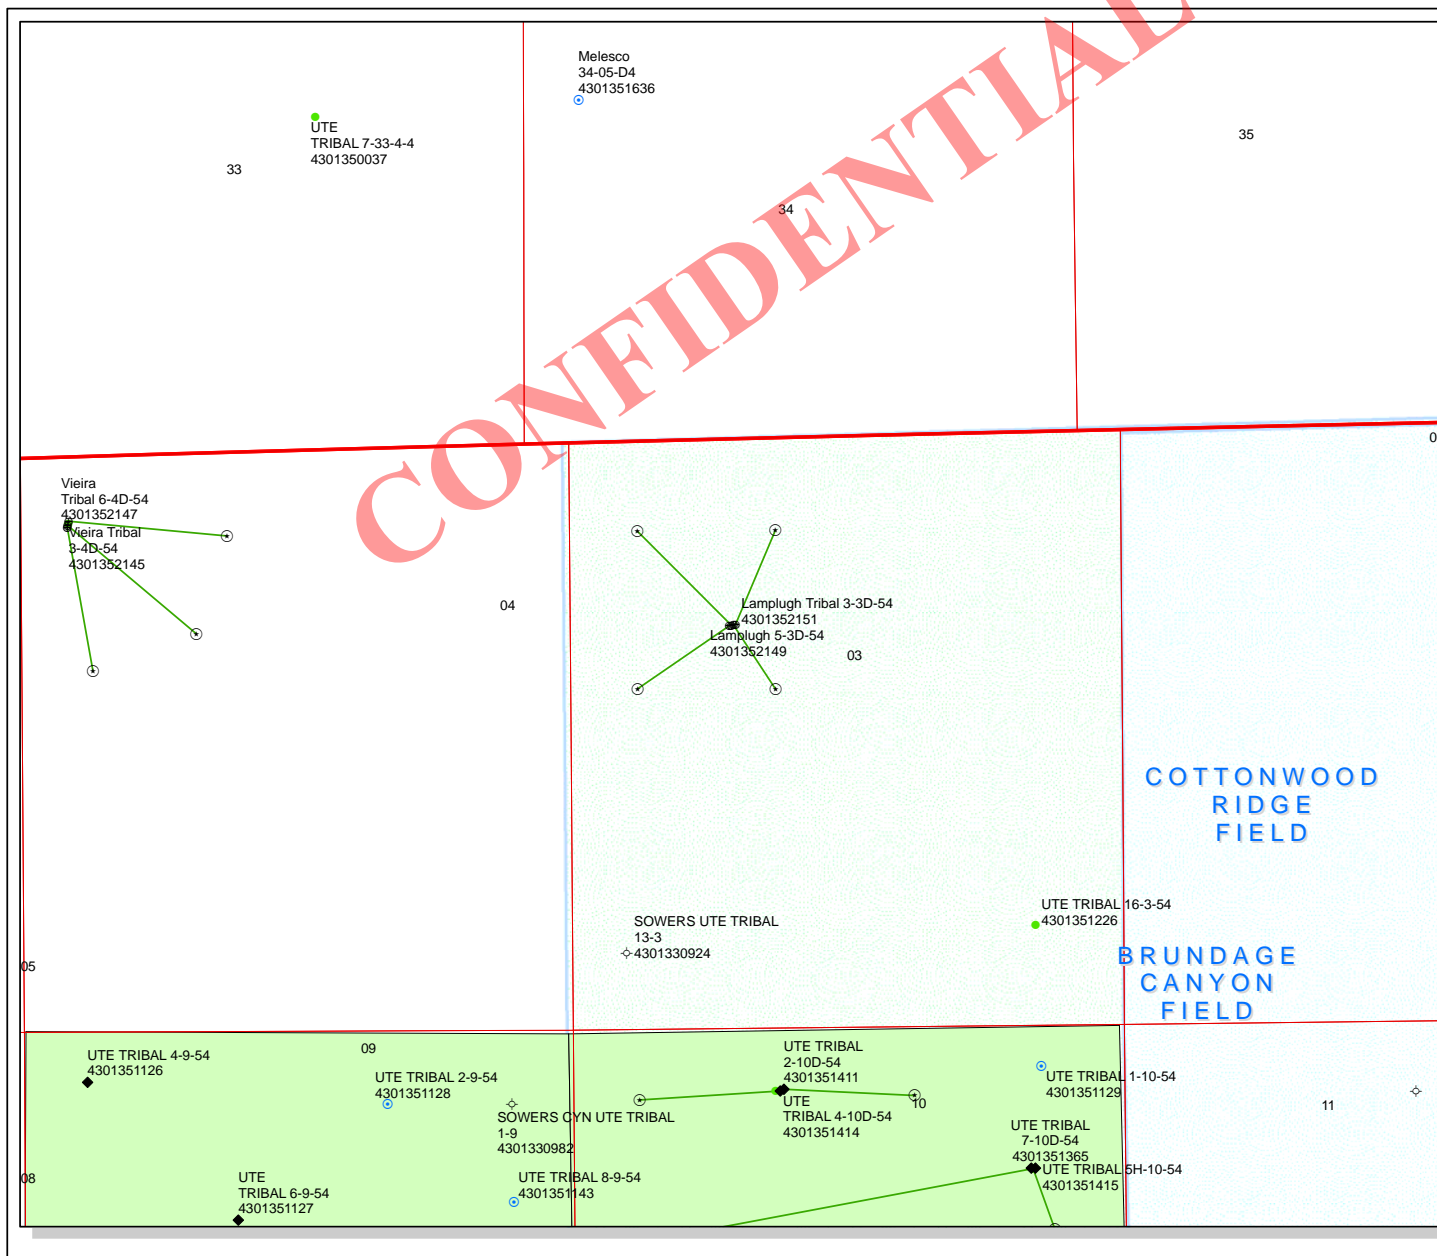 CONFIDENTIAL
Melesco
34-05-D4
4301351636
UTE
TRIBAL 7-33-4-4
4301350037
33
34
35
0
Vieira
Tribal 6-4D-54
4301352147
Vieira Tribal
3-4D-54
4301352145
04
Lamplugh Tribal 3-3D-54
4301352151
Lamplugh 5-3D-54
4301352149
03
COTTONWOOD
RIDGE
FIELD
UTE TRIBAL 16-3-54
4301351226
SOWERS UTE TRIBAL
13-3
4301330924
BRUNDAGE
CANYON
FIELD
05
UTE TRIBAL 4-9-54
4301351126
09
UTE TRIBAL 2-9-54
4301351128
SOWERS CYN UTE TRIBAL
1-9
4301330982
UTE TRIBAL
2-10D-54
4301351411
UTE
TRIBAL 4-10D-54
4301351414
10
UTE TRIBAL 1-10-54
4301351129
11
UTE TRIBAL
7-10D-54
4301351365
UTE TRIBAL 5H-10-54
4301351415
08
UTE
TRIBAL 6-9-54
4301351127
UTE TRIBAL 8-9-54
4301351143